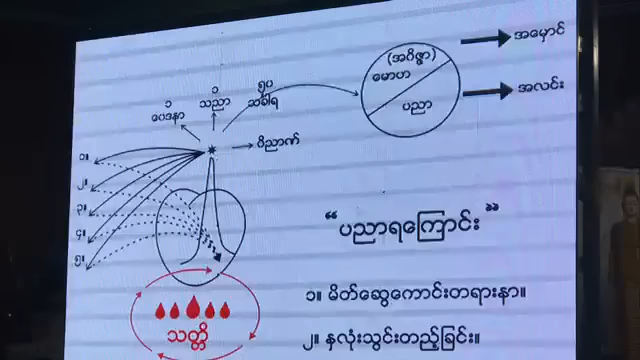 (အဝိဇ္ဇာ)
မောဟ
ပညာ
အမှောင်
အလင်း
၁
ဝေဒနာ
၁
သညာ
၅၀
သင်္ခါရ
ဝိညာဏ်
၁။
၂။
၃။
၄။
၅။
“ပညာရကြောင်း”
၁။ မိတ်ဆွေကောင်းတရားနာ။
၂။ နှလုံးသွင်းတည့်ခြင်း။
သတ္တိ